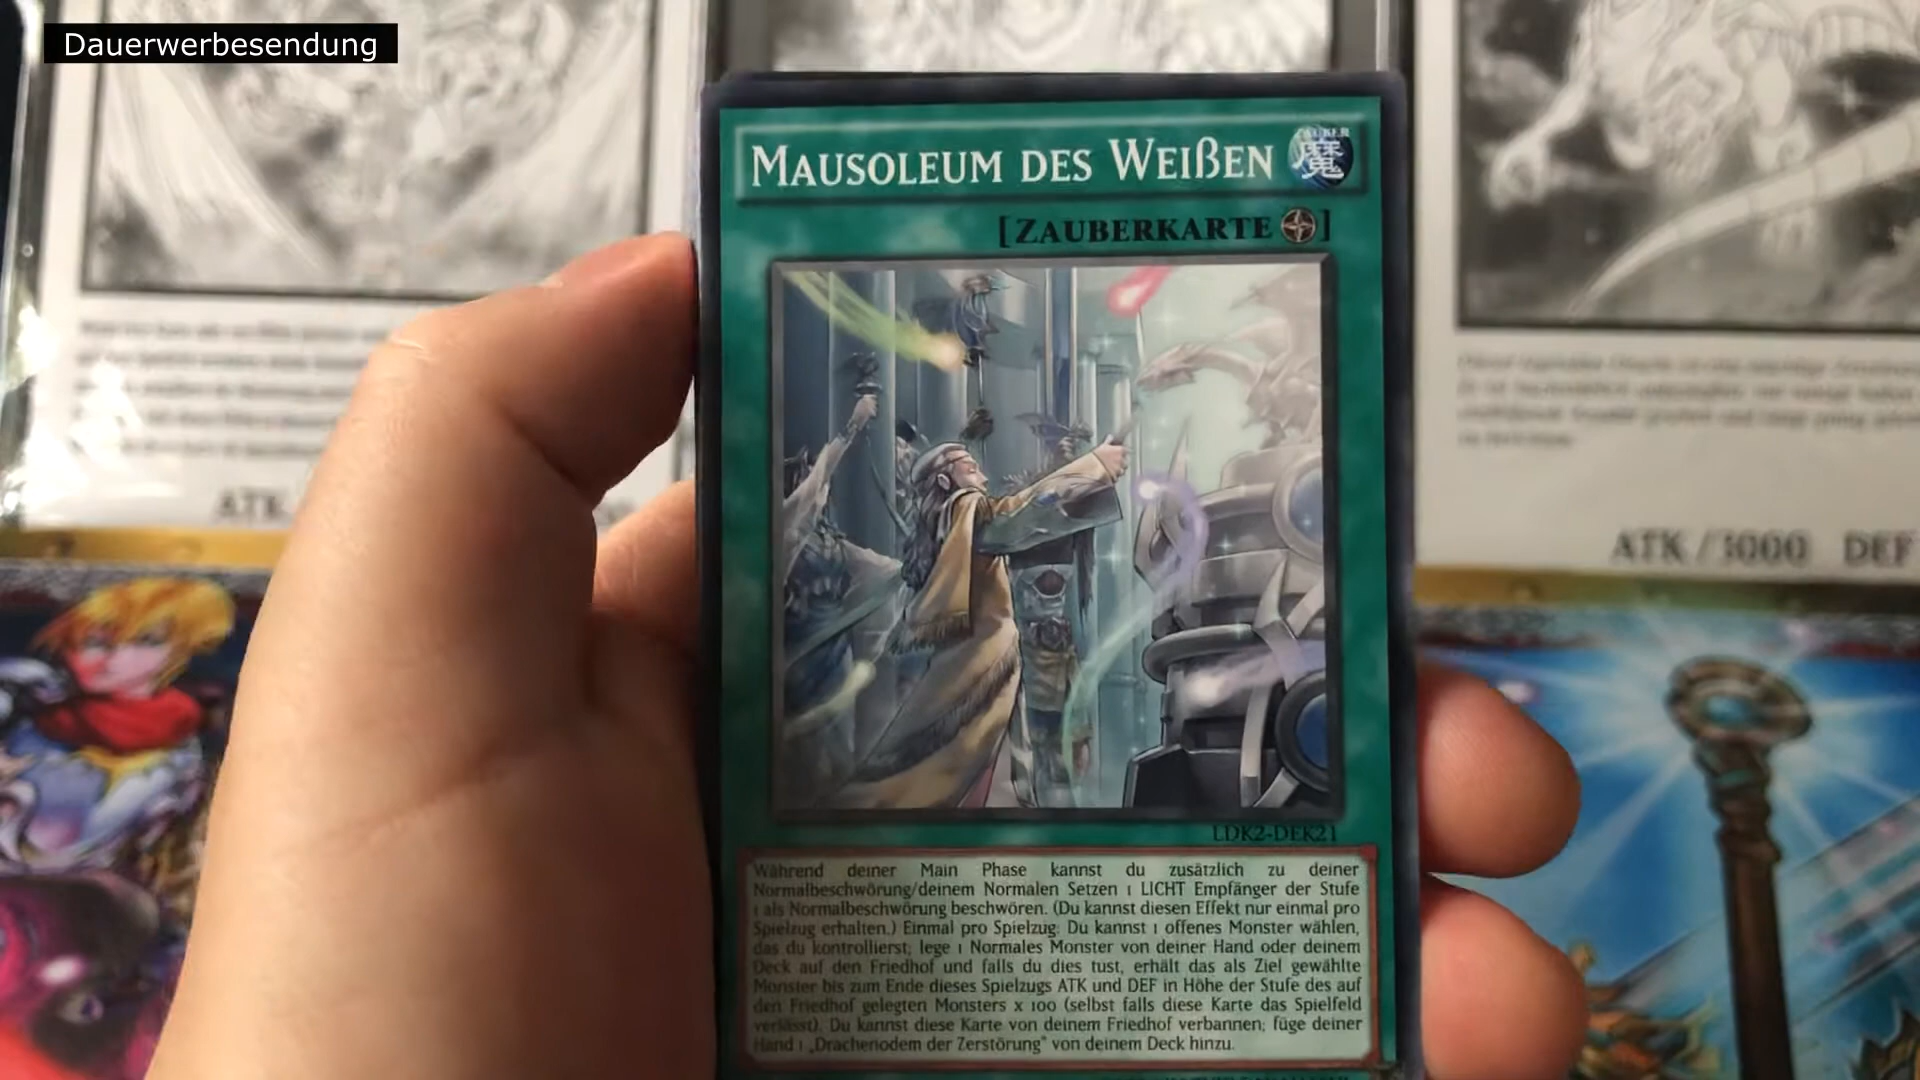 Dauerwerbesendung
MAUSOLEUM DES WEIẞEN
ZAUBER
魔
[ZAUBERKARTE]
LDK2-DEK21
Während deiner Main Phase kannst du zusätzlich zu deiner
Normalbeschwörung/deinem Normalen Setzen 1 LICHT Empfänger der Stufe
1 als Normalbeschwörung beschwören. (Du kannst diesen Effekt nur einmal pro
Spielzug erhalten.) Einmal pro Spielzug: Du kannst 1 offenes Monster wählen,
das du kontrollierst; lege 1 Normales Monster von deiner Hand oder deinem
Deck auf den Friedhof und falls du dies tust, erhält das als Ziel gewählte
Monster bis zum Ende dieses Spielzugs ATK und DEF in Höhe der Stufe des auf
den Friedhof gelegten Monsters x 100 (selbst falls diese Karte das Spielfeld
verlässt). Du kannst diese Karte von deinem Friedhof verbannen; füge deiner
Hand 1 „Drachenodem der Zerstörung" von deinem Deck hinzu.
ATK
ATK / 3000 DEF